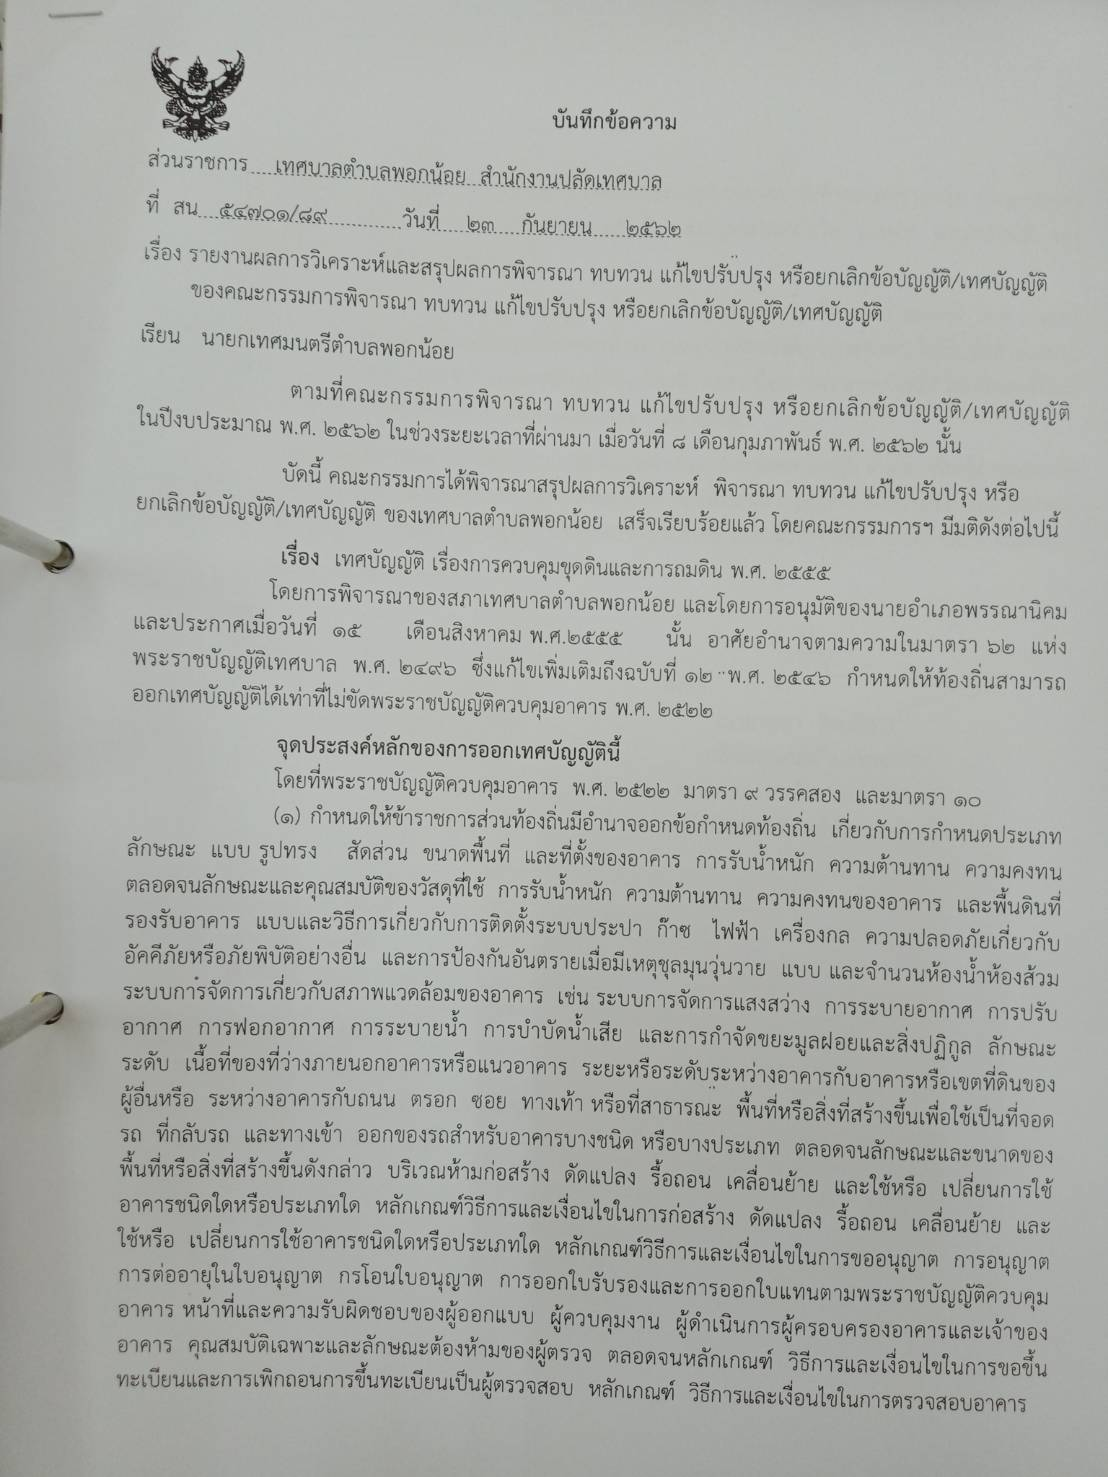 บันทึกข้อความ
ส่วนราชการ เทศบาลตำบลพอกน้อย สำนักงานปลัดเทศบาล
ที่ สน ๕๔๗๐๑/๘๙ วันที่ ๒๓ กันยายน ๒๕๖๒
เรื่อง รายงานผลการวิเคราะห์และสรุปผลการพิจารณา ทบทวน แก้ไขปรับปรุง หรือยกเลิกข้อบัญญัติ/เทศบัญญัติ
ของคณะกรรมการพิจารณา ทบทวน แก้ไขปรับปรุง หรือยกเลิกข้อบัญญัติ/เทศบัญญัติ
เรียน นายกเทศมนตรีตำบลพอกน้อย
ตามที่คณะกรรมการพิจารณา ทบทวน แก้ไขปรับปรุง หรือยกเลิกข้อบัญญัติ/เทศบัญญัติ
ในปีงบประมาณ พ.ศ. ๒๕๖๒ ในช่วงระยะเวลาที่ผ่านมา เมื่อวันที่ ๘ เดือนกุมภาพันธ์ พ.ศ. ๒๕๖๒ นั้น
บัดนี้ คณะกรรมการได้พิจารณาสรุปผลการวิเคราะห์ พิจารณา ทบทวน แก้ไขปรับปรุง หรือ
ยกเลิกข้อบัญญัติ/เทศบัญญัติ ของเทศบาลตำบลพอกน้อย เสร็จเรียบร้อยแล้ว โดยคณะกรรมการฯ มีมติดังต่อไปนี้
เรื่อง เทศบัญญัติ เรื่องการควบคุมขุดดินและการถมดิน พ.ศ. ๒๕๕๕
โดยการพิจารณาของสภาเทศบาลตำบลพอกน้อย และโดยการอนุมัติของนายอำเภอพรรณานิคม
และประกาศเมื่อวันที่ ๑๕ เดือนสิงหาคม พ.ศ.๒๕๕๕ นั้น อาศัยอำนาจตามความในมาตรา ๖๒ แห่ง
พระราชบัญญัติเทศบาล พ.ศ. ๒๔๙๖ ซึ่งแก้ไขเพิ่มเติมถึงฉบับที่ ๑๒ พ.ศ. ๒๕๔๖ กำหนดให้ท้องถิ่นสามารถ
ออกเทศบัญญัติได้เท่าที่ไม่ขัดพระราชบัญญัติควบคุมอาคาร พ.ศ. ๒๕๒๒
จุดประสงค์หลักของการออกเทศบัญญัตินี้
โดยที่พระราชบัญญัติควบคุมอาคาร พ.ศ. ๒๕๒๒ มาตรา ๙ วรรคสอง และมาตรา ๑๐
(๑) กำหนดให้ข้าราชการส่วนท้องถิ่นมีอำนาจออกข้อกำหนดท้องถิ่น เกี่ยวกับการกำหนดประเภท
ลักษณะ แบบ รูปทรง สัดส่วน ขนาดพื้นที่ และที่ตั้งของอาคาร การรับน้ำหนัก ความต้านทาน ความคงทน
ตลอดจนลักษณะและคุณสมบัติของวัสดุที่ใช้ การรับน้ำหนัก ความต้านทาน ความคงทนของอาคาร และพื้นดินที่
รองรับอาคาร แบบและวิธีการเกี่ยวกับการติดตั้งระบบประปา ก๊าซ ไฟฟ้า เครื่องกล ความปลอดภัยเกี่ยวกับ
อัคคีภัยหรือภัยพิบัติอย่างอื่น และการป้องกันอันตรายเมื่อมีเหตุชุลมุนวุ่นวาย แบบ และจำนวนห้องน้ำห้องส้วม
ระบบการจัดการเกี่ยวกับสภาพแวดล้อมของอาคาร เช่น ระบบการจัดการแสงสว่าง การระบายอากาศ การปรับ
อากาศ การฟอกอากาศ การระบายน้ำ การบำบัดน้ำเสีย และการกำจัดขยะมูลฝอยและสิ่งปฏิกูล ลักษณะ
ระดับ เนื้อที่ของที่ว่างภายนอกอาคารหรือแนวอาคาร ระยะหรือระดับระหว่างอาคารกับอาคารหรือเขตที่ดินของ
ผู้อื่นหรือ ระหว่างอาคารกับถนน ตรอก ซอย ทางเท้า หรือที่สาธารณะ พื้นที่หรือสิ่งที่สร้างขึ้นเพื่อใช้เป็นที่จอด
รถ ที่กลับรถ และทางเข้า ออกของรถสำหรับอาคารบางชนิด หรือบางประเภท ตลอดจนลักษณะและขนาดของ
พื้นที่หรือสิ่งที่สร้างขึ้นดังกล่าว บริเวณห้ามก่อสร้าง ดัดแปลง รื้อถอน เคลื่อนย้าย และใช้หรือ เปลี่ยนการใช้
อาคารชนิดใดหรือประเภทใด หลักเกณฑ์วิธีการและเงื่อนไขในการก่อสร้าง ดัดแปลง รื้อถอน เคลื่อนย้าย และ
ใช้หรือ เปลี่ยนการใช้อาคารชนิดใดหรือประเภทใด หลักเกณฑ์วิธีการและเงื่อนไขในการขออนุญาต การอนุญาต
การต่ออายุในใบอนุญาต กรโอนใบอนุญาต การออกใบรับรองและการออกใบแทนตามพระราชบัญญัติควบคุม
อาคาร หน้าที่และความรับผิดชอบของผู้ออกแบบ ผู้ควบคุมงาน ผู้ดำเนินการผู้ครอบครองอาคารและเจ้าของ
อาคาร คุณสมบัติเฉพาะและลักษณะต้องห้ามของผู้ตรวจ ตลอดจนหลักเกณฑ์ วิธีการและเงื่อนไขในการขอขึ้น
ทะเบียนและการเพิกถอนการขึ้นทะเบียนเป็นผู้ตรวจสอบ หลักเกณฑ์ วิธีการและเงื่อนไขในการตรวจสอบอาคาร